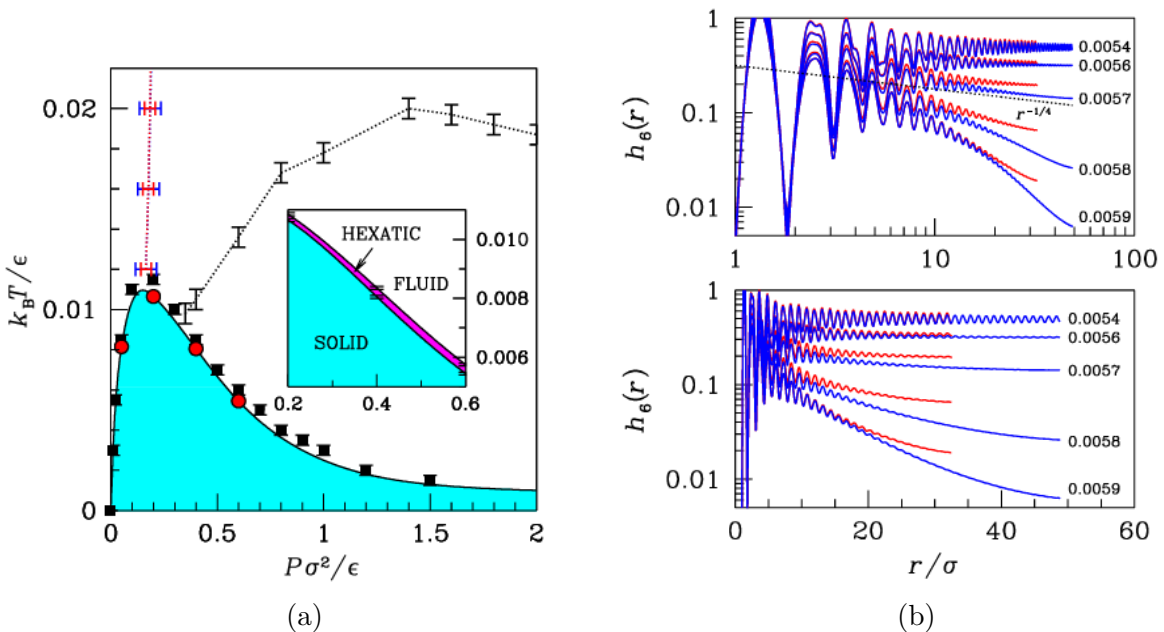 0.02
0.01
0
k_B T/ϵ
0 0.5 1 1.5 2
Pσ²/ϵ
HEXATIC
FLUID
SOLID
0.010
0.008
0.006
0.2 0.4 0.6
(a)
1
0.1
0.01
h₆(r)
0.0054
0.0056
0.0057
r^{-1/4}
0.0058
0.0059
1 10 100
1
0.1
0.01
h₆(r)
0.0054
0.0056
0.0057
0.0058
0.0059
0 20 40 60
r/σ
(b)